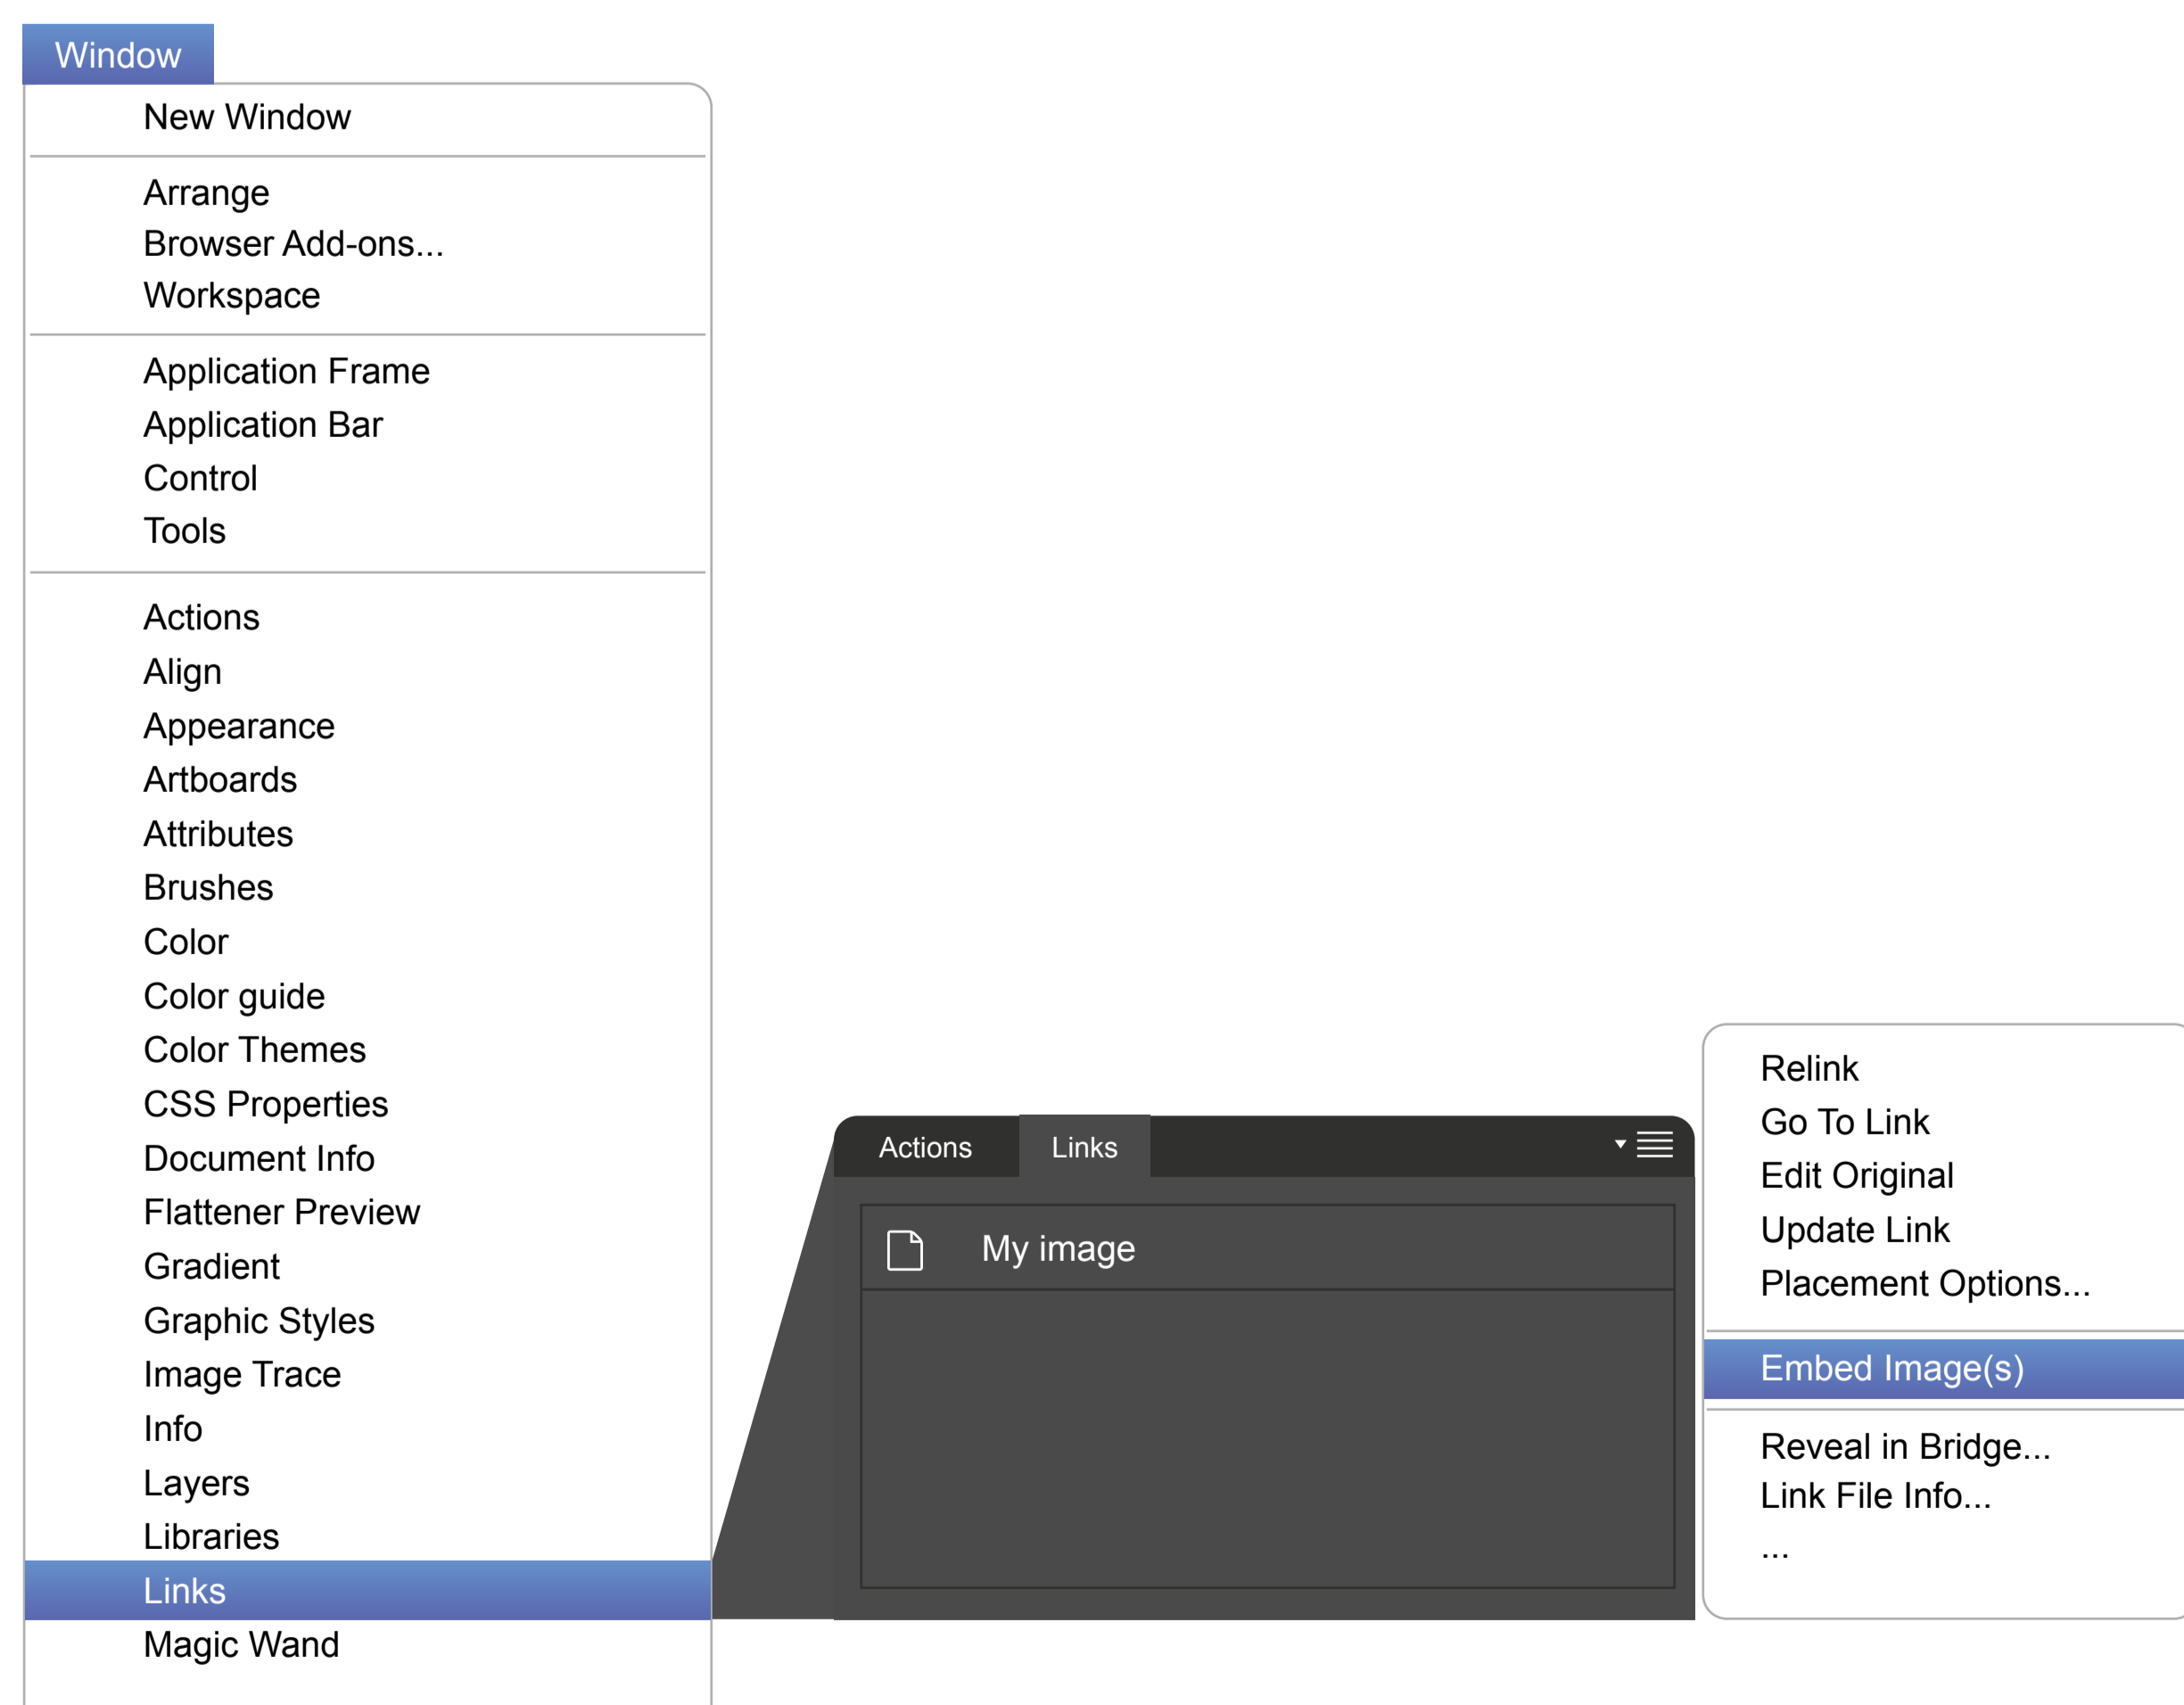 Window
New Window
Arrange
Browser Add-ons...
Workspace
Application Frame
Application Bar
Control
Tools
Actions
Align
Appearance
Artboards
Attributes
Brushes
Color
Color guide
Color Themes
CSS Properties
Document Info
Flattener Preview
Gradient
Graphic Styles
Image Trace
Info
Layers
Libraries
Links
Magic Wand
Actions
Links
My image
Relink
Go To Link
Edit Original
Update Link
Placement Options...
Embed Image(s)
Reveal in Bridge...
Link File Info...
...